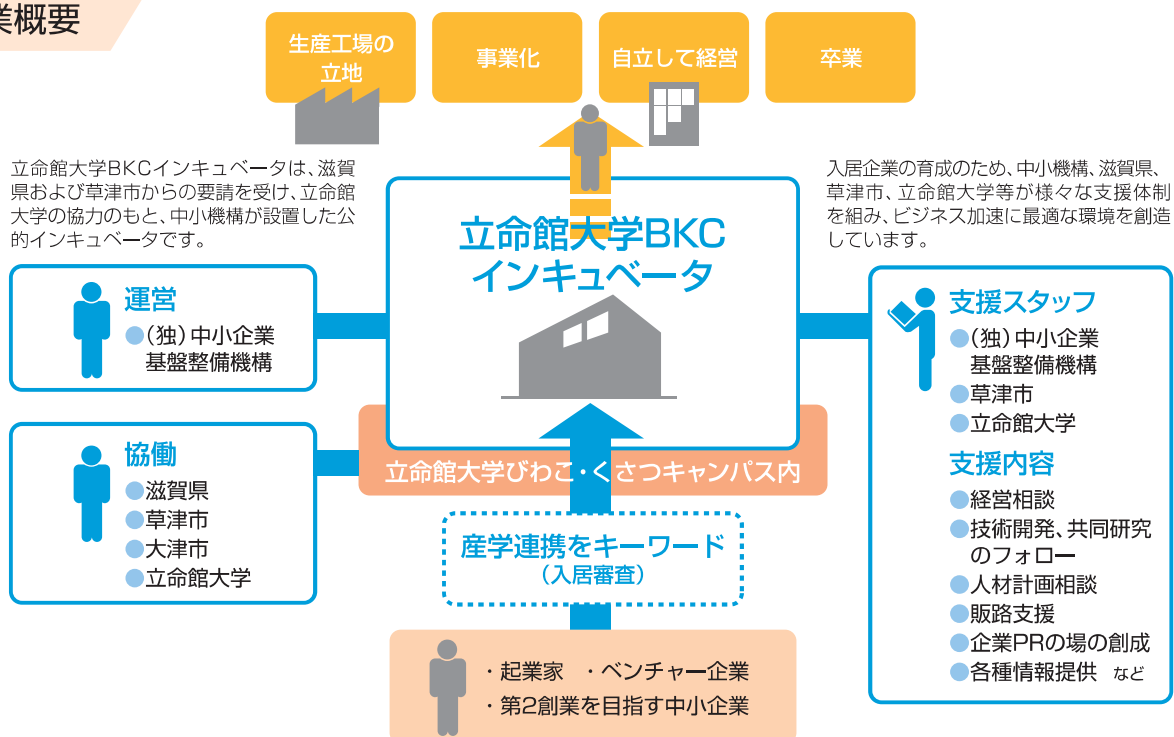 業概要
生産工場の
立地
事業化
自立して経営
卒業
立命館大学BKCインキュベータは、滋賀
県および草津市からの要請を受け、立命館
大学の協力のもと、中小機構が設置した公
的インキュベータです。
入居企業の育成のため、中小機構、滋賀県、
草津市、立命館大学等が様々な支援体制
を組み、ビジネス加速に最適な環境を創造
しています。
立命館大学BKC
インキュベータ
運営
●(独)中小企業
基盤整備機構
協働
●滋賀県
●草津市
●大津市
●立命館大学
立命館大学びわこ・くさつキャンパス内
産学連携をキーワード
(入居審査)
・起業家 ・ベンチャー企業
・第2創業を目指す中小企業
支援スタッフ
●(独)中小企業
基盤整備機構
●草津市
●立命館大学
支援内容
●経営相談
●技術開発、共同研究
のフォロー
●人材計画相談
●販路支援
●企業PRの場の創成
●各種情報提供 など